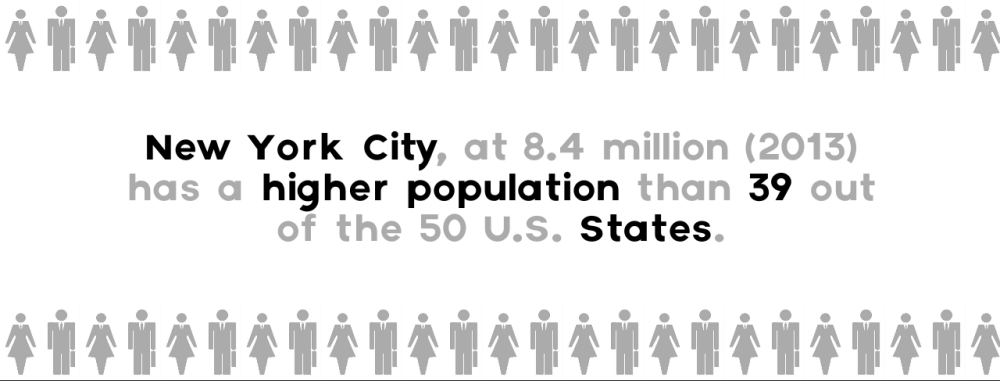 New York City, at 8.4 million (2013)
has a higher population than 39 out
of the 50 U.S. States.